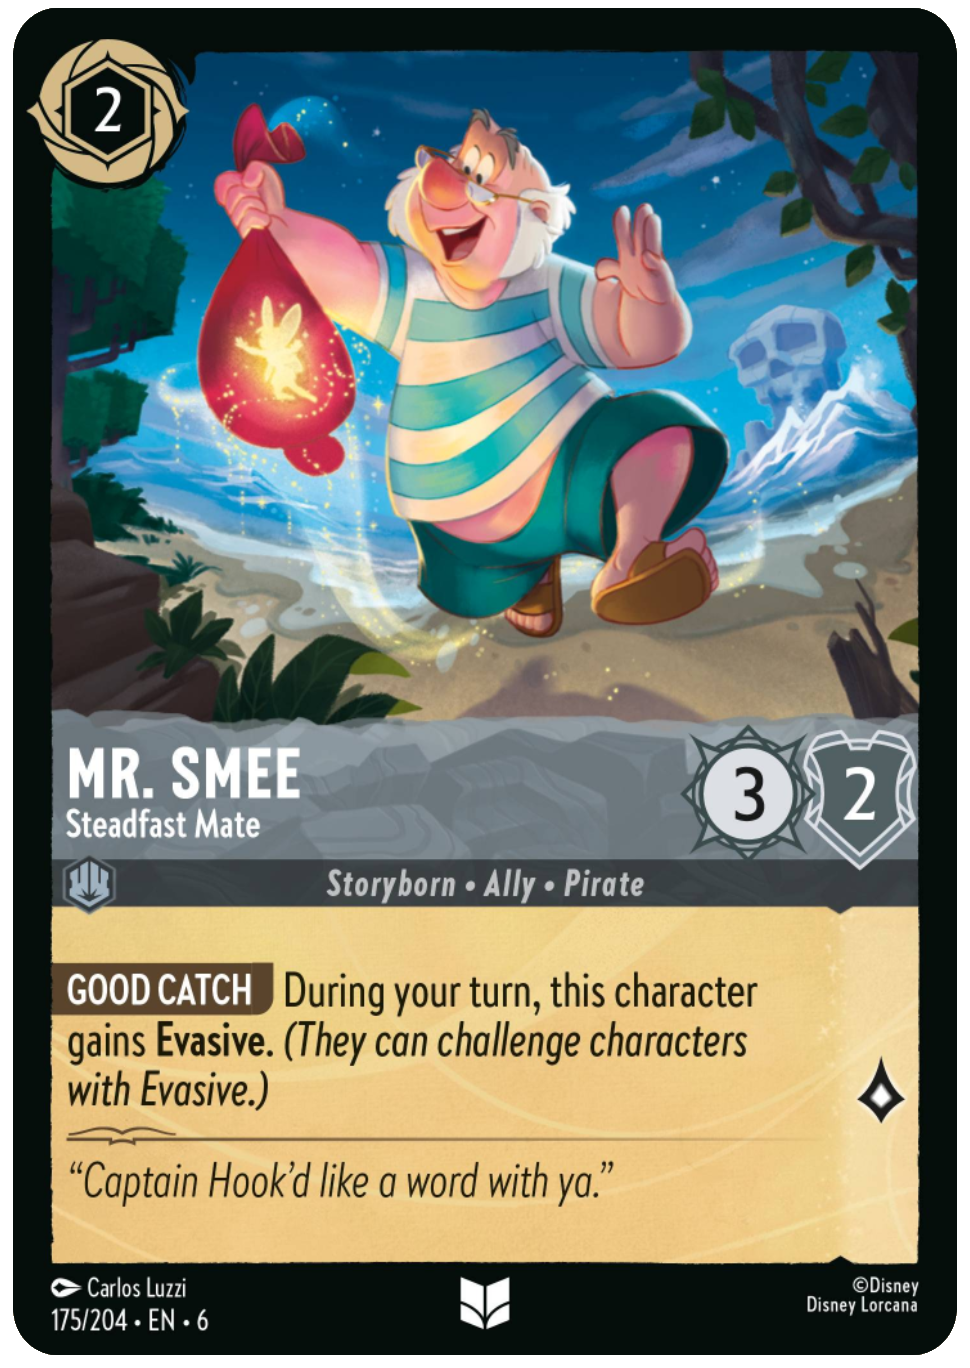 2
MR. SMEE
Steadfast Mate
3
2
Storyborn • Ally • Pirate
GOOD CATCH During your turn, this character
gains Evasive. (They can challenge characters
with Evasive.)
“Captain Hook’d like a word with ya.”
Carlos Luzzi
175/204 • EN • 6
©Disney
Disney Lorcana